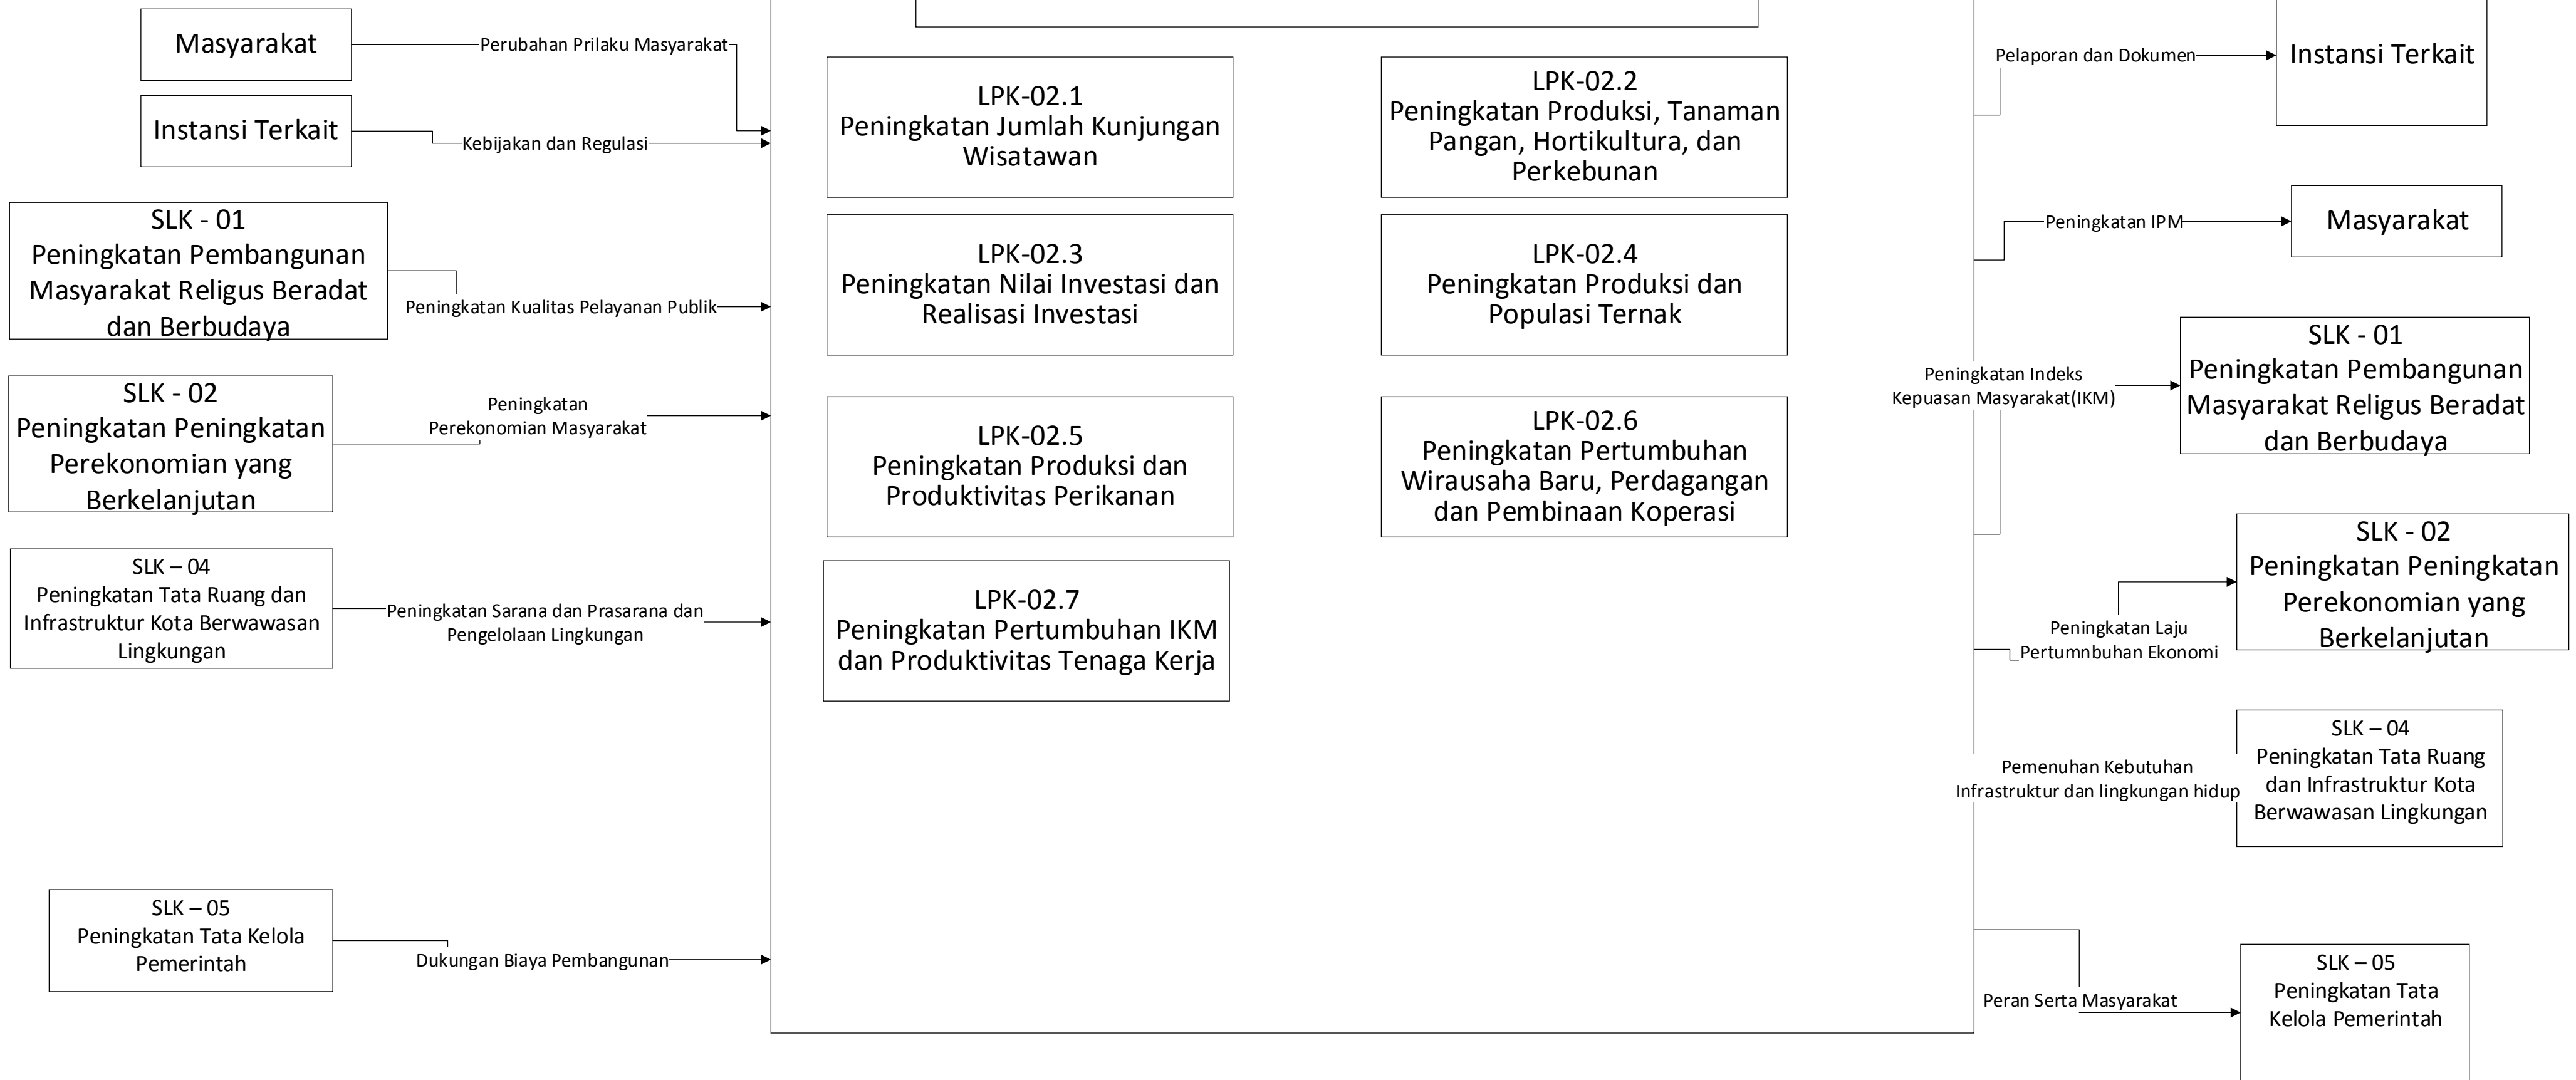 Masyarakat
Perubahan Prilaku Masyarakat
Instansi Terkait
Kebijakan dan Regulasi
SLK - 01
Peningkatan Pembangunan
Masyarakat Religus Beradat
dan Berbudaya
Peningkatan Kualitas Pelayanan Publik
SLK - 02
Peningkatan Peningkatan
Perekonomian yang
Berkelanjutan
Peningkatan
Perekonomian Masyarakat
SLK – 04
Peningkatan Tata Ruang dan
Infrastruktur Kota Berwawasan
Lingkungan
Peningkatan Sarana dan Prasarana dan
Pengelolaan Lingkungan
SLK – 05
Peningkatan Tata Kelola
Pemerintah
Dukungan Biaya Pembangunan
LPK-02.1
Peningkatan Jumlah Kunjungan
Wisatawan
LPK-02.2
Peningkatan Produksi, Tanaman
Pangan, Hortikultura, dan
Perkebunan
LPK-02.3
Peningkatan Nilai Investasi dan
Realisasi Investasi
LPK-02.4
Peningkatan Produksi dan
Populasi Ternak
LPK-02.5
Peningkatan Produksi dan
Produktivitas Perikanan
LPK-02.6
Peningkatan Pertumbuhan
Wirausaha Baru, Perdagangan
dan Pembinaan Koperasi
LPK-02.7
Peningkatan Pertumbuhan IKM
dan Produktivitas Tenaga Kerja
Pelaporan dan Dokumen
Instansi Terkait
Peningkatan IPM
Masyarakat
Peningkatan Indeks
Kepuasan Masyarakat(IKM)
SLK - 01
Peningkatan Pembangunan
Masyarakat Religus Beradat
dan Berbudaya
Peningkatan Laju
Pertumnbuhan Ekonomi
SLK - 02
Peningkatan Peningkatan
Perekonomian yang
Berkelanjutan
Pemenuhan Kebutuhan
Infrastruktur dan lingkungan hidup
SLK – 04
Peningkatan Tata Ruang
dan Infrastruktur Kota
Berwawasan Lingkungan
Peran Serta Masyarakat
SLK – 05
Peningkatan Tata
Kelola Pemerintah